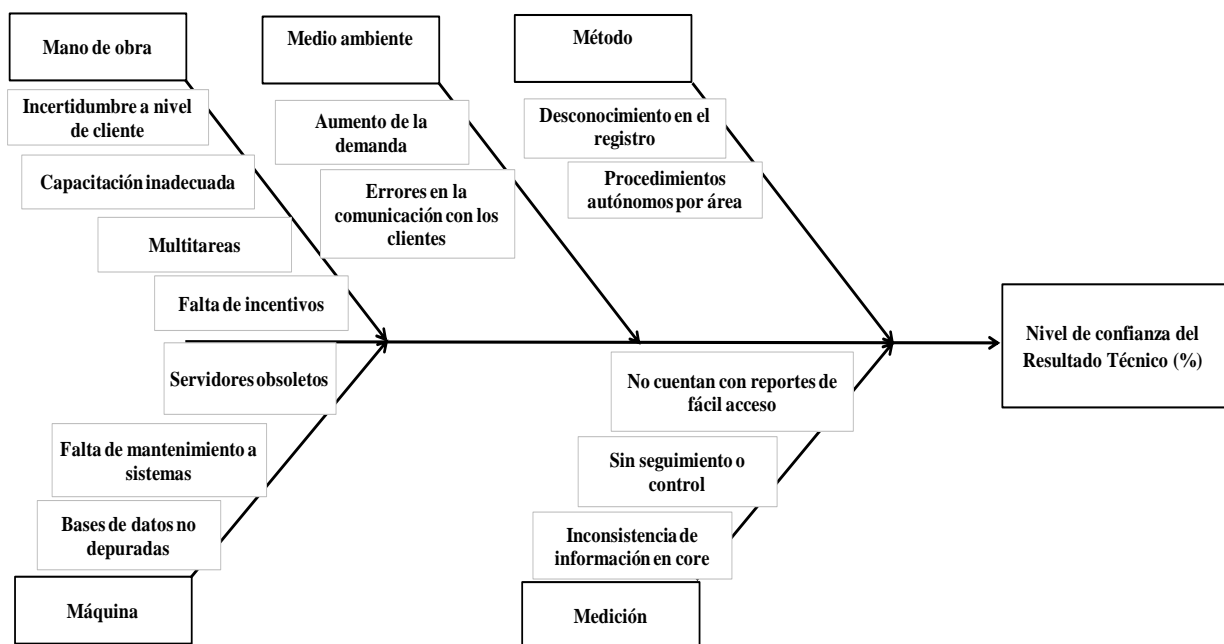 Mano de obra
Medio ambiente
Método
Incertidumbre a nivel
de cliente
Capacitación inadecuada
Multitareas
Falta de incentivos
Aumento de la
demanda
Errores en la
comunicación con los
clientes
Desconocimiento en el
registro
Procedimientos
autónomos por área
Nivel de confianza del
Resultado Técnico (%)
Servidores obsoletos
Falta de mantenimiento a
sistemas
Bases de datos no
depuradas
Máquina
No cuentan con reportes de
fácil acceso
Sin seguimiento o
control
Inconsistencia de
información en core
Medición